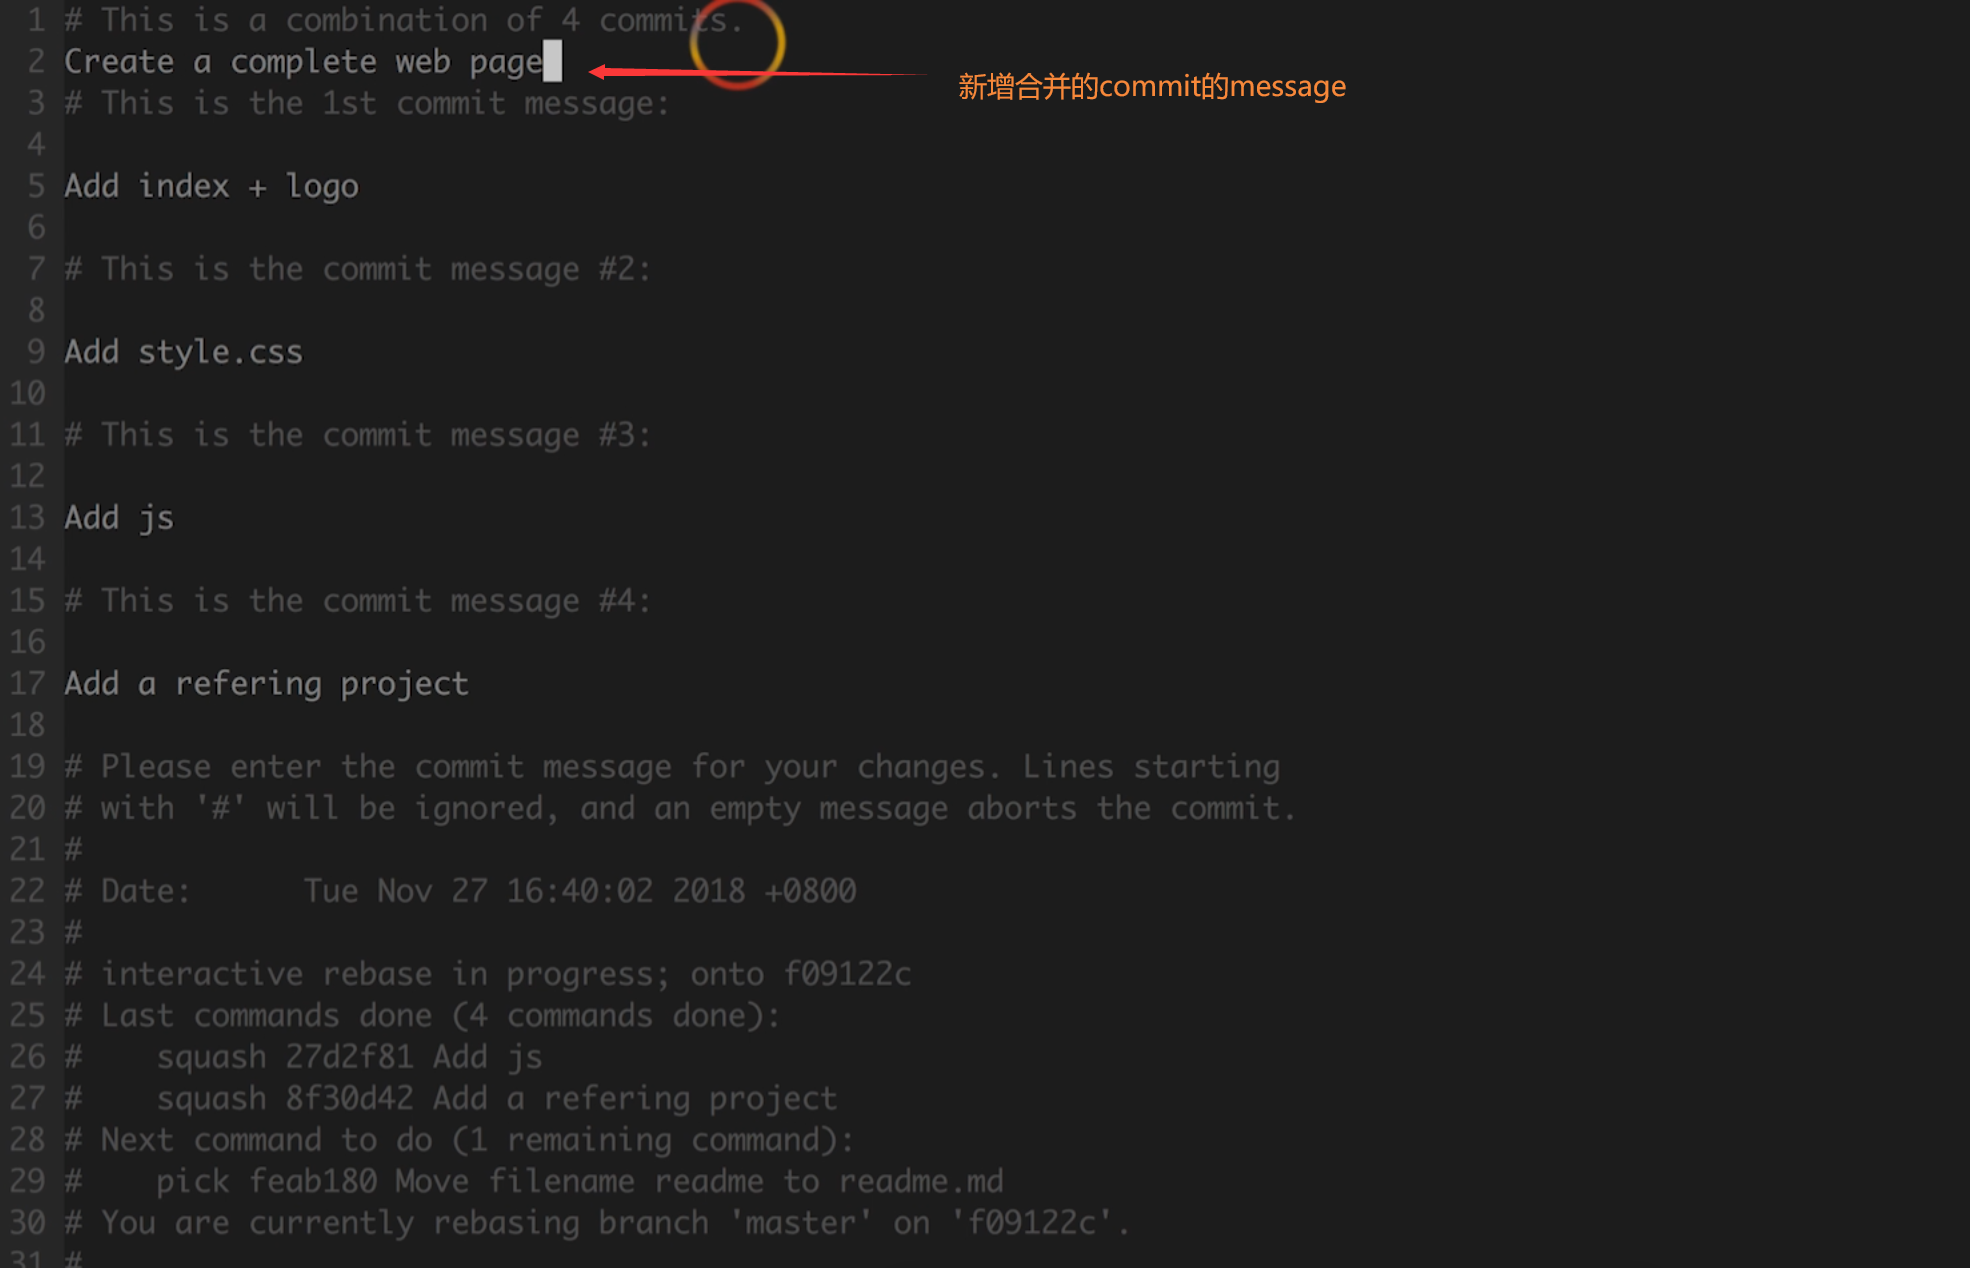 1 # This is a combination of 4 commits.
2 Create a complete web page
新增合并的commit的message
3 # This is the 1st commit message:
4
5 Add index + logo
6
7 # This is the commit message #2:
8
9 Add style.css
10
11 # This is the commit message #3:
12
13 Add js
14
15 # This is the commit message #4:
16
17 Add a refering project
18
19 # Please enter the commit message for your changes. Lines starting
20 # with '#' will be ignored, and an empty message aborts the commit.
21 #
22 # Date:      Tue Nov 27 16:40:02 2018 +0800
23 #
24 # interactive rebase in progress; onto f09122c
25 # Last commands done (4 commands done):
26 #    squash 27d2f81 Add js
27 #    squash 8f30d42 Add a refering project
28 # Next command to do (1 remaining command):
29 #    pick feab180 Move filename readme to readme.md
30 # You are currently rebasing branch 'master' on 'f09122c'.
31 #